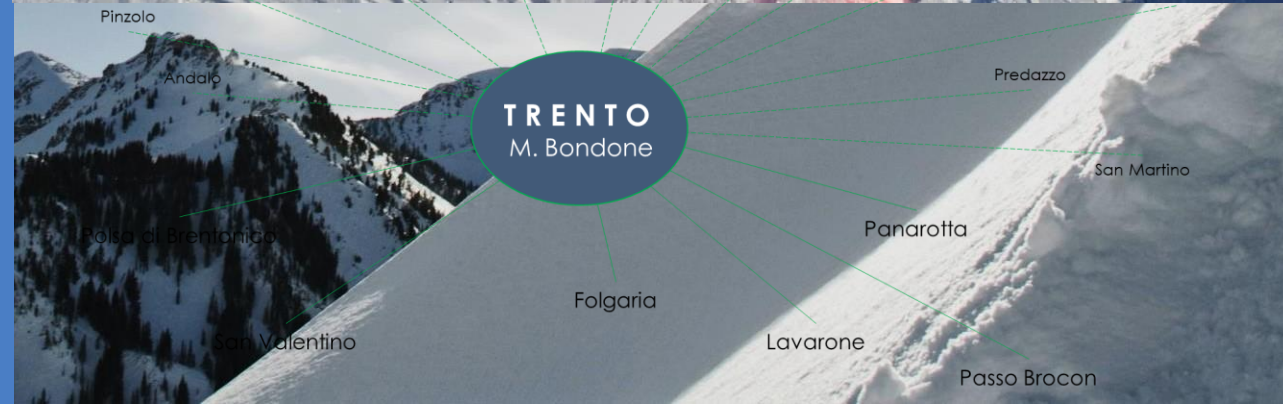 Pinzolo
Andalo
Predazzo
TRENTO
M. Bondone
San Martino
Polsa di Brentonico
Panarotta
Folgaria
San Valentino
Lavarone
Passo Brocon